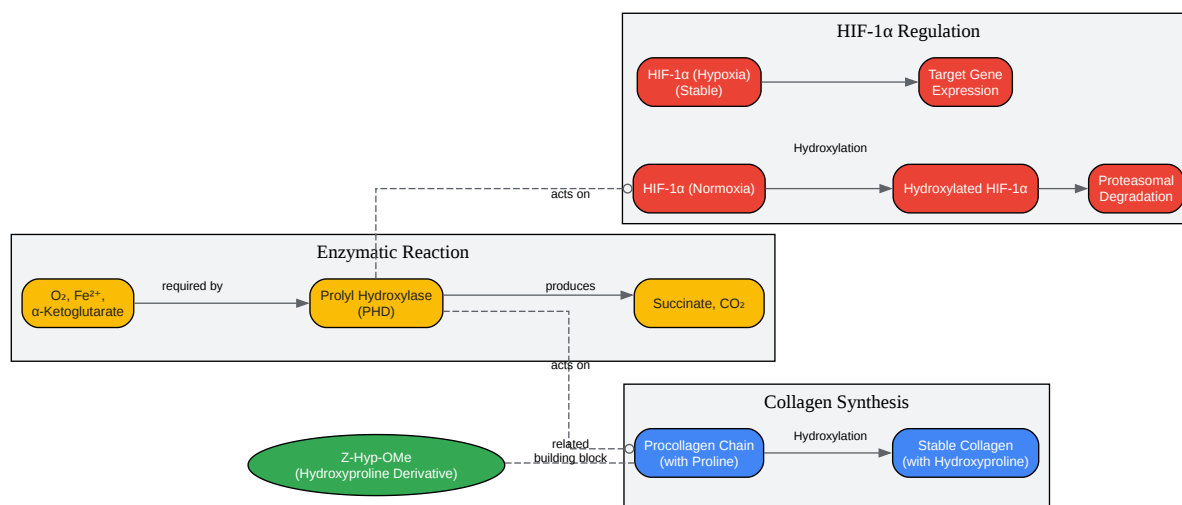 HIF-1α Regulation
HIF-1α (Hypoxia)
(Stable)
Target Gene
Expression
Hydroxylation
HIF-1α (Normoxia)
Hydroxylated HIF-1α
Proteasomal
Degradation
acts on
Enzymatic Reaction
O₂, Fe²⁺,
α-Ketoglutarate
required by
Prolyl Hydroxylase
(PHD)
produces
Succinate, CO₂
acts on
Collagen Synthesis
Z-Hyp-OMe
(Hydroxyproline Derivative)
related
building block
Procollagen Chain
(with Proline)
Hydroxylation
Stable Collagen
(with Hydroxyproline)